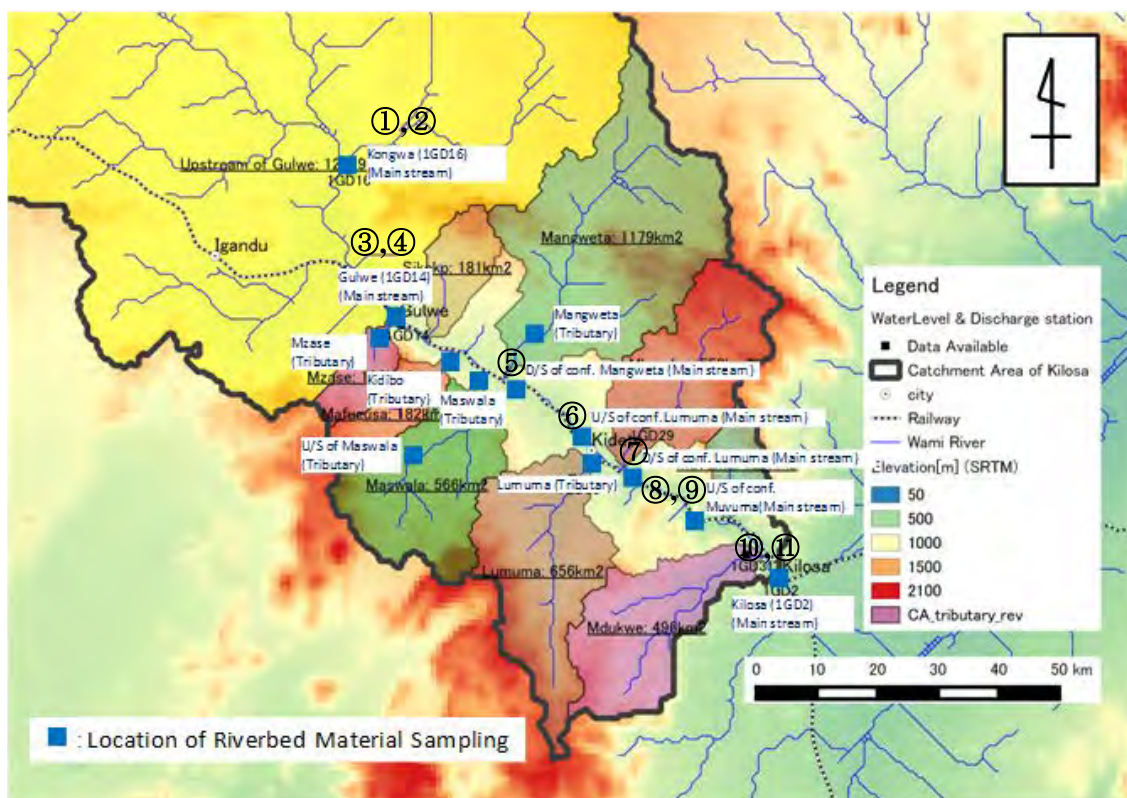 ①,②
Kongwa (1GD16)
(Main stream)
Upstream of Gulwe:
1GD16
③,④
Igandu
181km2
Mangweta: 1179km2
Gulwe (1GD14)
(Main stream)
Gulwe
1GD14
Mzase
(Tributary)
Mangweta
(Tributary)
Kidibo
(Tributary)
Maswala
(Tributary)
⑤
D/S of conf. Mangweta (Main stream)
⑥
U/S of conf. Lumuma (Main stream)
1GD29
⑦
D/S of conf. Lumuma (Main stream)
U/S of Maswala
(Tributary)
Maswala: 566km2
Lumuma (Tributary)
⑧,⑨
U/S of conf.
Muvuma(Main stream)
⑩, ⑪
Kilosa
1GD2
Lumuma: 656km2
Kilosa (1GD2)
(Main stream)
Mdukwe: 496km2
Legend
WaterLevel & Discharge station
Data Available
Catchment Area of Kilosa
city
Railway
Wami River
Elevation[m] (SRTM)
50
500
1000
1500
2100
CA_tributary_rev
0 10 20 30 40 50 km
: Location of Riverbed Material Sampling